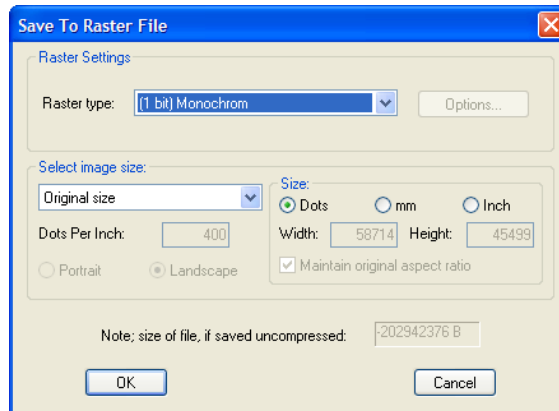 Save To Raster File
Raster Settings
Raster type: (1 bit) Monochrom Options...
Select image size:
Original size
Dots Per Inch: 400
Portrait Landscape
Size:
Dots mm Inch
Width: 58714 Height: 45499
Maintain original aspect ratio
Note; size of file, if saved uncompressed: -202942376 B
OK Cancel